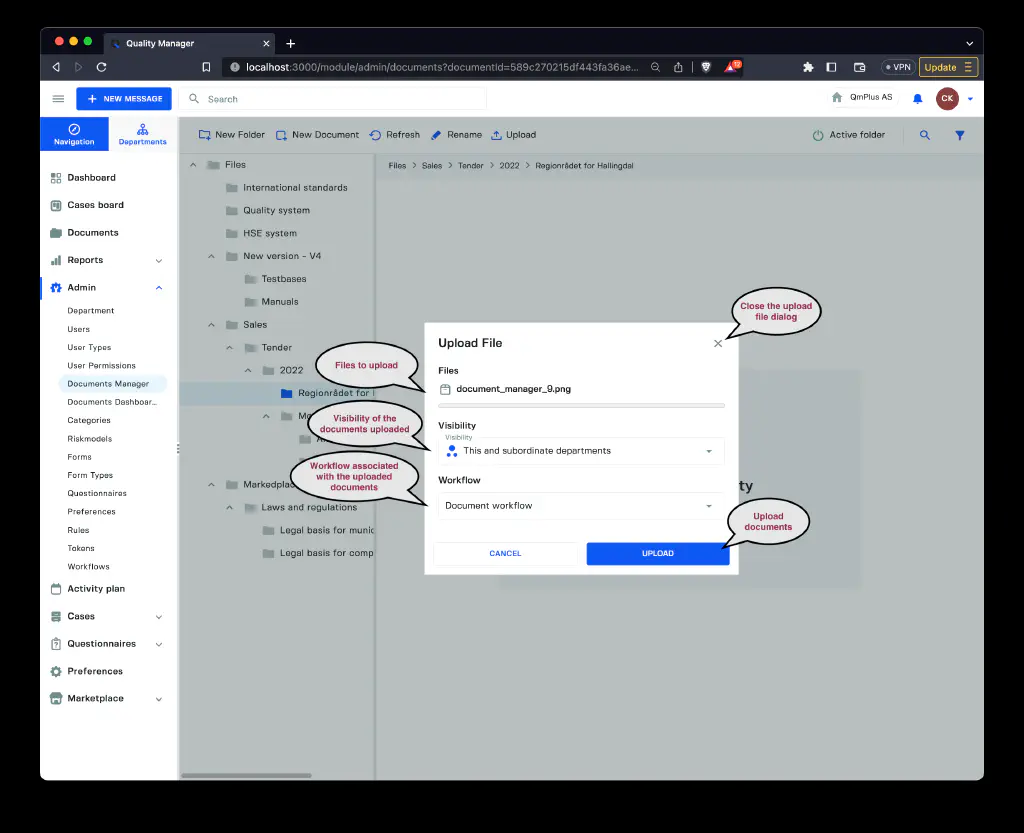 Quality Manager
localhost:3000/module/admin/documents?documentId=589c270215df443fa36ae...
12
VPN
Update
NEW MESSAGE
Search
QmPlus AS
CK
Navigation
Departments
New Folder
New Document
Refresh
Rename
Upload
Active folder
Dashboard
Cases board
Documents
Reports
Admin
Department
Users
User Types
User Permissions
Documents Manager
Documents Dashboar...
Categories
Riskmodels
Forms
Form Types
Questionnaires
Preferences
Rules
Tokens
Workflows
Activity plan
Cases
Questionnaires
Preferences
Marketplace
Files
International standards
Quality system
HSE system
New version - V4
Testbases
Manuals
Sales
Tender
2022
Regionrådet for
Laws and regulations
Legal basis for
Legal basis for comp
Files > Sales > Tender > 2022 > Regionrådet for Hallingdal
Close the upload
file dialog
Files to upload
Visibility of the
documents uploaded
Workflow associated
with the uploaded
documents
Upload
documents
Upload File
Files
document_manager_9.png
Visibility
Visibility
This and subordinate departments
Workflow
Document workflow
CANCEL
UPLOAD
ty